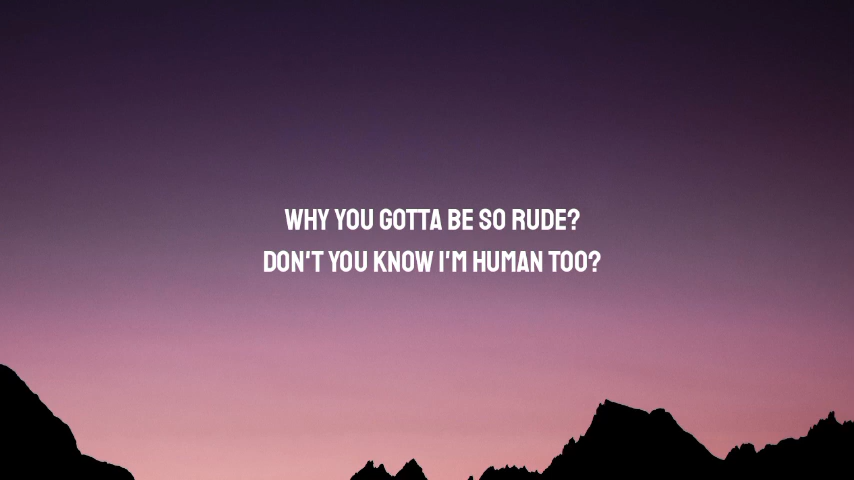 WHY YOU GOTTA BE SO RUDE?
DON'T YOU KNOW I'M HUMAN TOO?